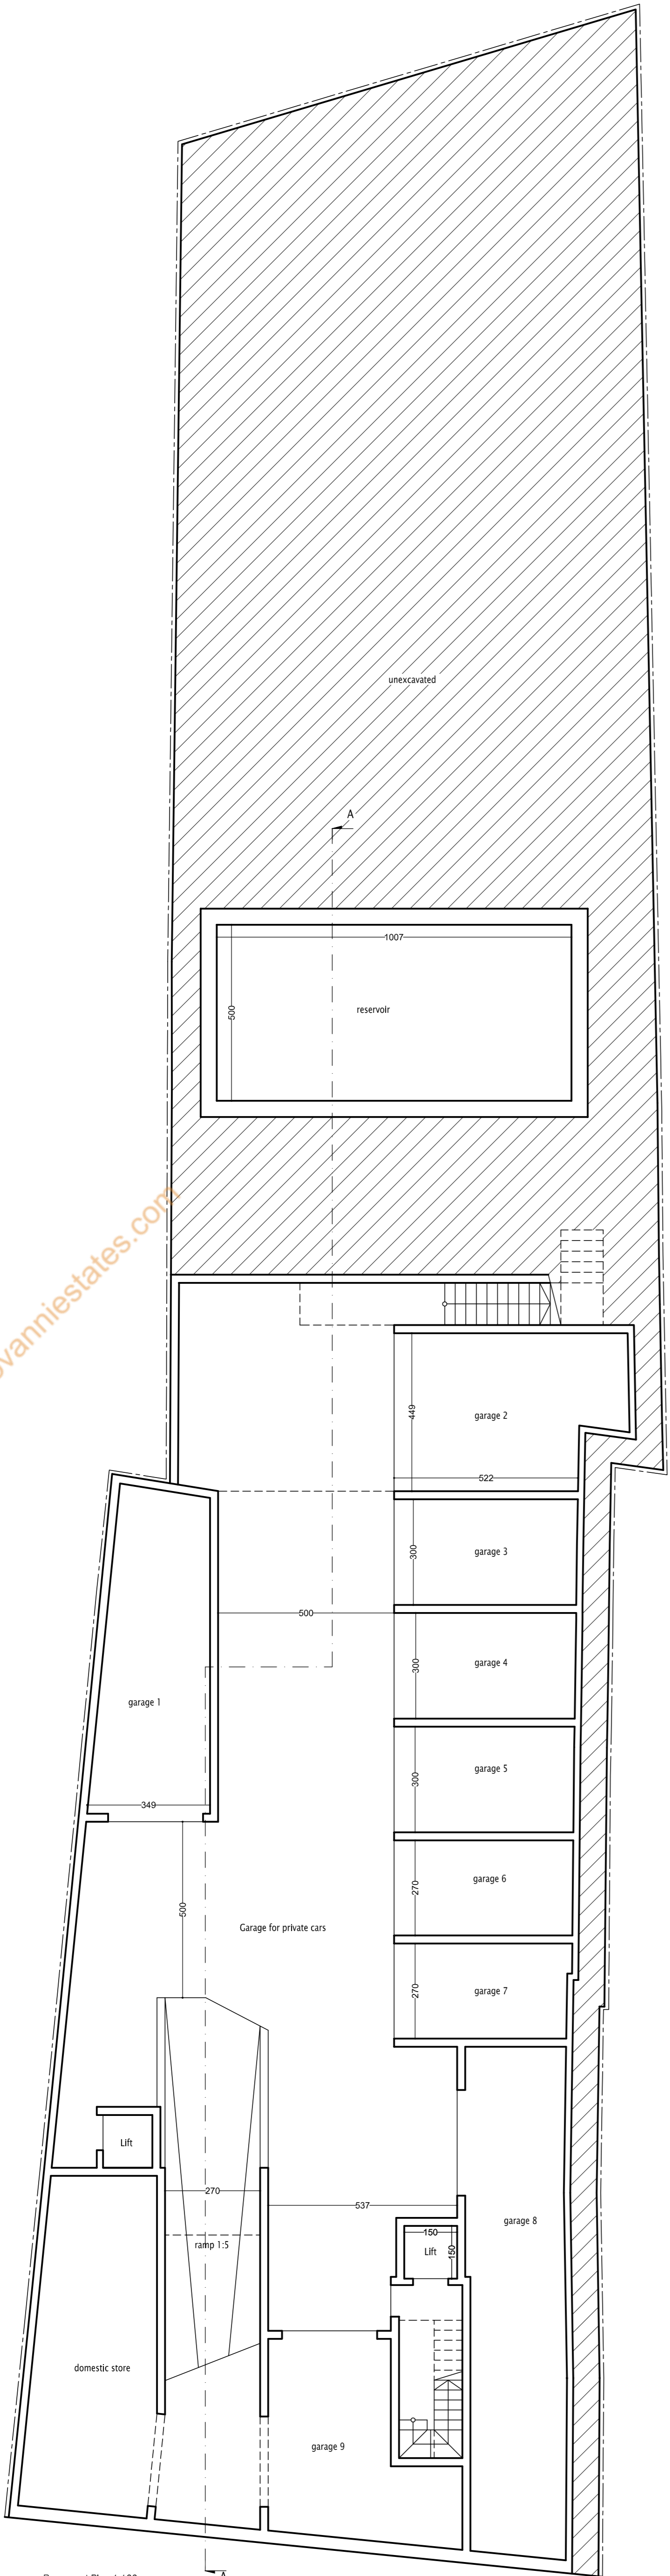 unexcavated
A
1007
500
reservoir
449
garage 2
522
300
garage 3
500
300
garage 4
garage 1
300
garage 5
349
270
garage 6
500
Garage for private cars
270
garage 7
Lift
270
537
garage 8
150
ramp 1:5
Lift
150
domestic store
garage 9
A
vanniestates.com